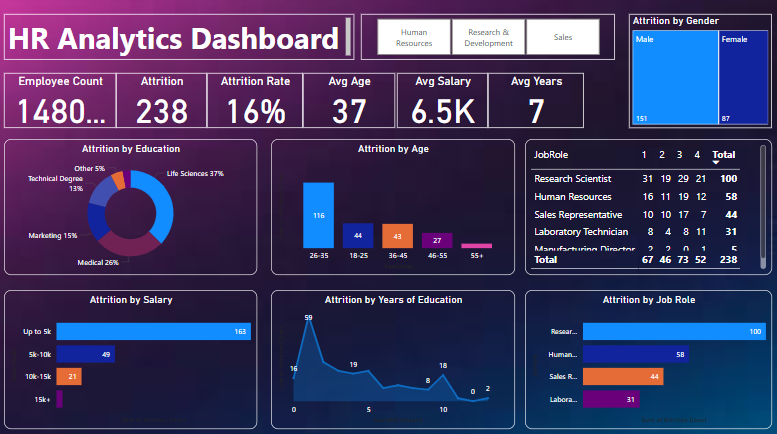 HR Analytics Dashboard
Human
Resources
Research &
Development
Sales
Attrition by Gender
Male
Female
151
87
Employee Count
1480...
Attrition
238
Attrition Rate
16%
Avg Age
37
Avg Salary
6.5K
Avg Years
7
Attrition by Education
Other 5%
Life Sciences 37%
Technical Degree
13%
Marketing 15%
Medical 26%
Attrition by Age
116
44
43
27
26-35 18-25 36-45 46-55 55+
JobRole 1 2 3 4 Total
Research Scientist 31 19 29 21 100
Human Resources 16 11 19 12 58
Sales Representative 10 10 17 7 44
Laboratory Technician 8 4 8 11 31
Manufacturing Director 2 2 0 1 5
Total 67 46 73 52 238
Attrition by Salary
Up to 5k 163
5k-10k 49
10k-15k 21
15k+
Attrition by Years of Education
59
16
19
8
18
0
2
0 5 10
Attrition by Job Role
Resear... 100
Human... 58
Sales R... 44
Labora... 31